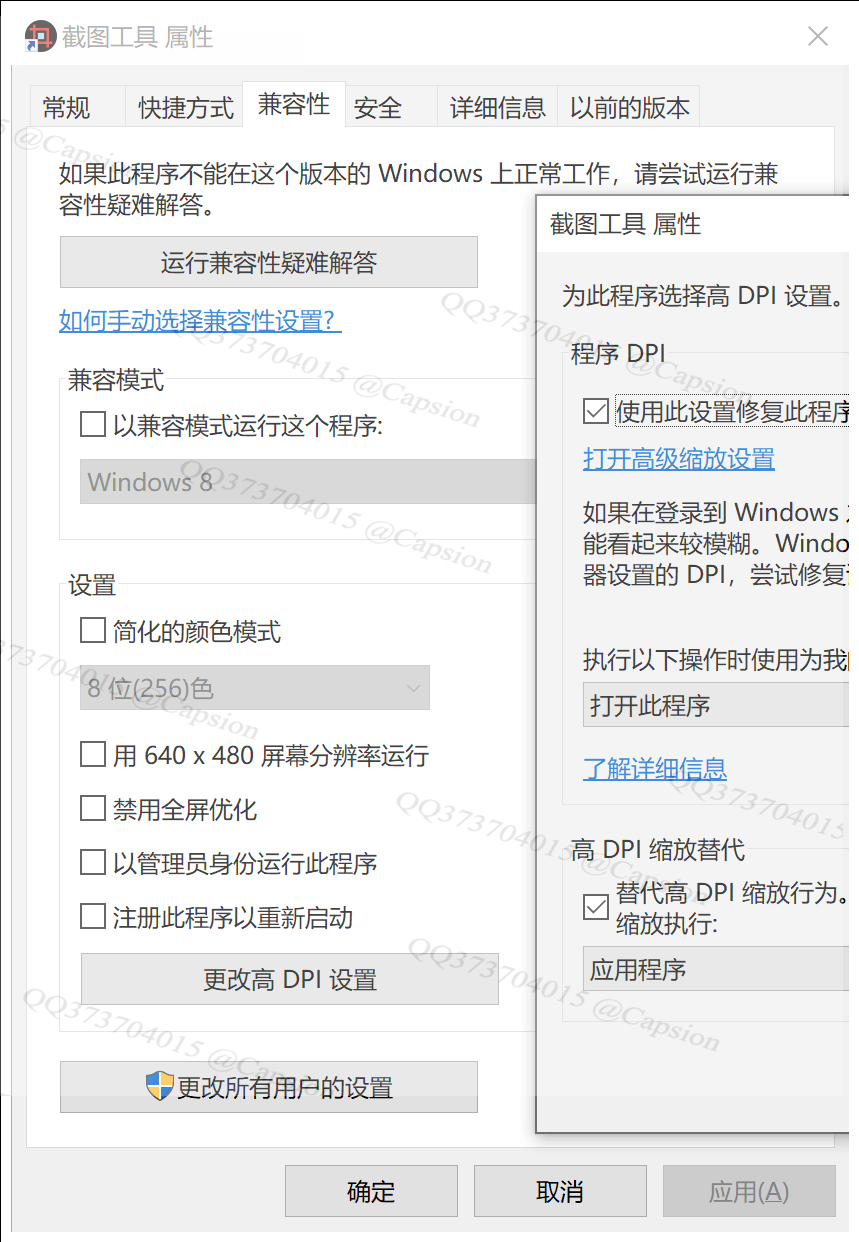 截图工具 属性
常规
快捷方式
兼容性
安全
详细信息
以前的版本
如果此程序不能在这个版本的 Windows 上正常工作，请尝试运行兼
容性疑难解答。
运行兼容性疑难解答
如何手动选择兼容性设置?
兼容模式
以兼容模式运行这个程序:
Windows 8
设置
简化的颜色模式
8 位(256)色
用 640 x 480 屏幕分辨率运行
禁用全屏优化
以管理员身份运行此程序
注册此程序以重新启动
更改高 DPI 设置
更改所有用户的设置
确定
取消
应用(A)
截图工具 属性
为此程序选择高 DPI 设置。
程序 DPI
使用此设置修复此程序
打开高级缩放设置
如果在登录到 Windows
能看起来较模糊。Windo
器设置的 DPI，尝试修复
执行以下操作时使用为我
打开此程序
了解详细信息
高 DPI 缩放替代
替代高 DPI 缩放行为。
缩放执行:
应用程序
@Capsion
QQ373704015 @Capsion
QQ373704015 @Capsion
QQ373704015 @Capsion
QQ373704015 @Capsion
QQ373704015
QQ373704015 @Capsion
QQ373704015 @Capsion